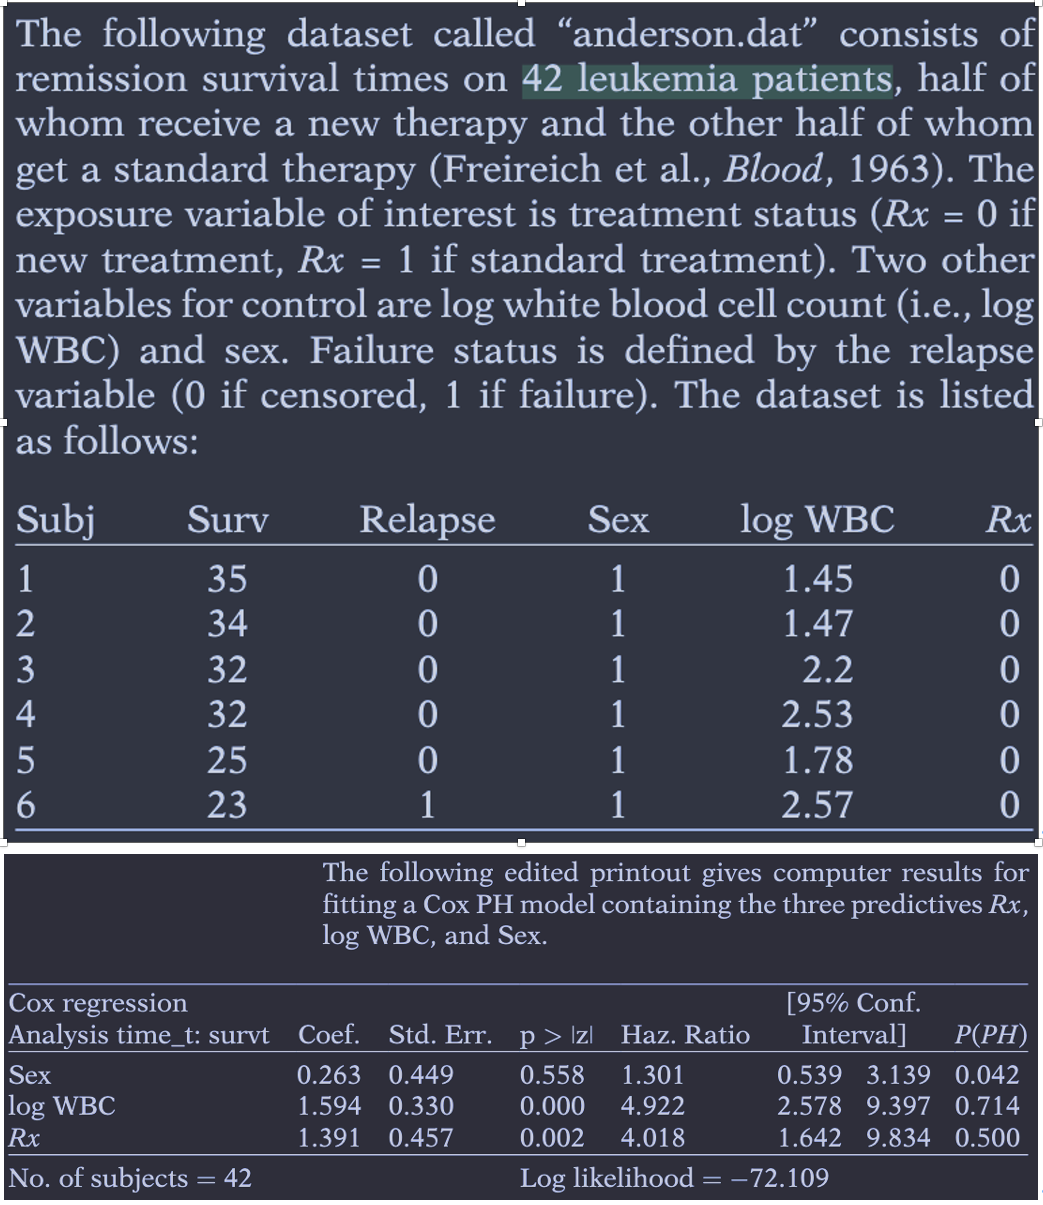 The following dataset called “anderson.dat” consists of
remission survival times on 42 leukemia patients, half of
whom receive a new therapy and the other half of whom
get a standard therapy (Freireich et al., Blood, 1963). The
exposure variable of interest is treatment status (Rx = 0 if
new treatment, Rx = 1 if standard treatment). Two other
variables for control are log white blood cell count (i.e., log
WBC) and sex. Failure status is defined by the relapse
variable (0 if censored, 1 if failure). The dataset is listed
as follows:
Subj Surv Relapse Sex log WBC Rx
1 35 0 1 1.45 0
2 34 0 1 1.47 0
3 32 0 1 2.2 0
4 32 0 1 2.53 0
5 25 0 1 1.78 0
6 23 1 1 2.57 0
The following edited printout gives computer results for
fitting a Cox PH model containing the three predictives Rx,
log WBC, and Sex.
Cox regression [95% Conf.
Analysis time_t: survt Coef. Std. Err. p > |z| Haz. Ratio Interval] P(PH)
Sex 0.263 0.449 0.558 1.301 0.539 3.139 0.042
log WBC 1.594 0.330 0.000 4.922 2.578 9.397 0.714
Rx 1.391 0.457 0.002 4.018 1.642 9.834 0.500
No. of subjects = 42 Log likelihood = −72.109